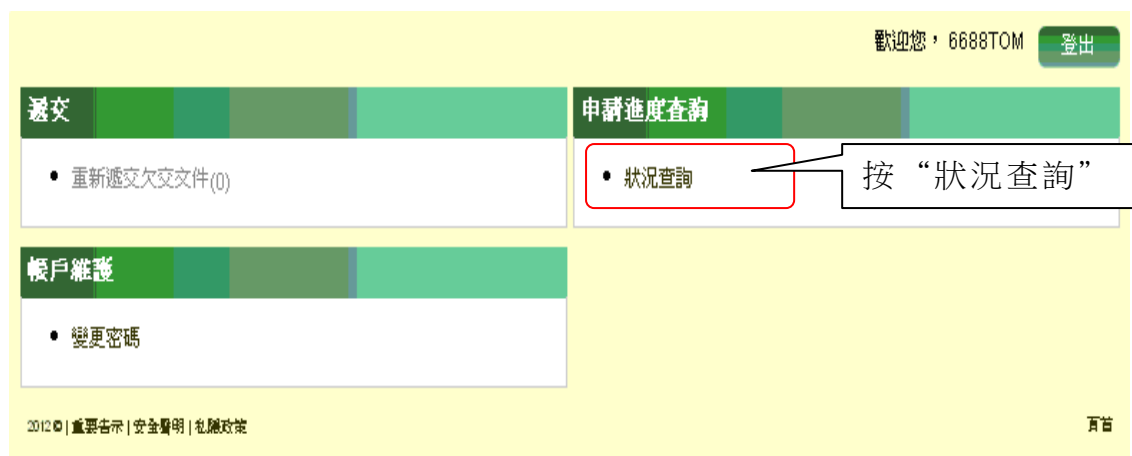 歡迎您，6688TOM 登出
遞交
重新遞交欠交文件(0)
申請進度查詢
狀況查詢
按“狀況查詢”
帳戶維護
變更密碼
2012©|重要告示|安全聲明|私隱政策
頁首